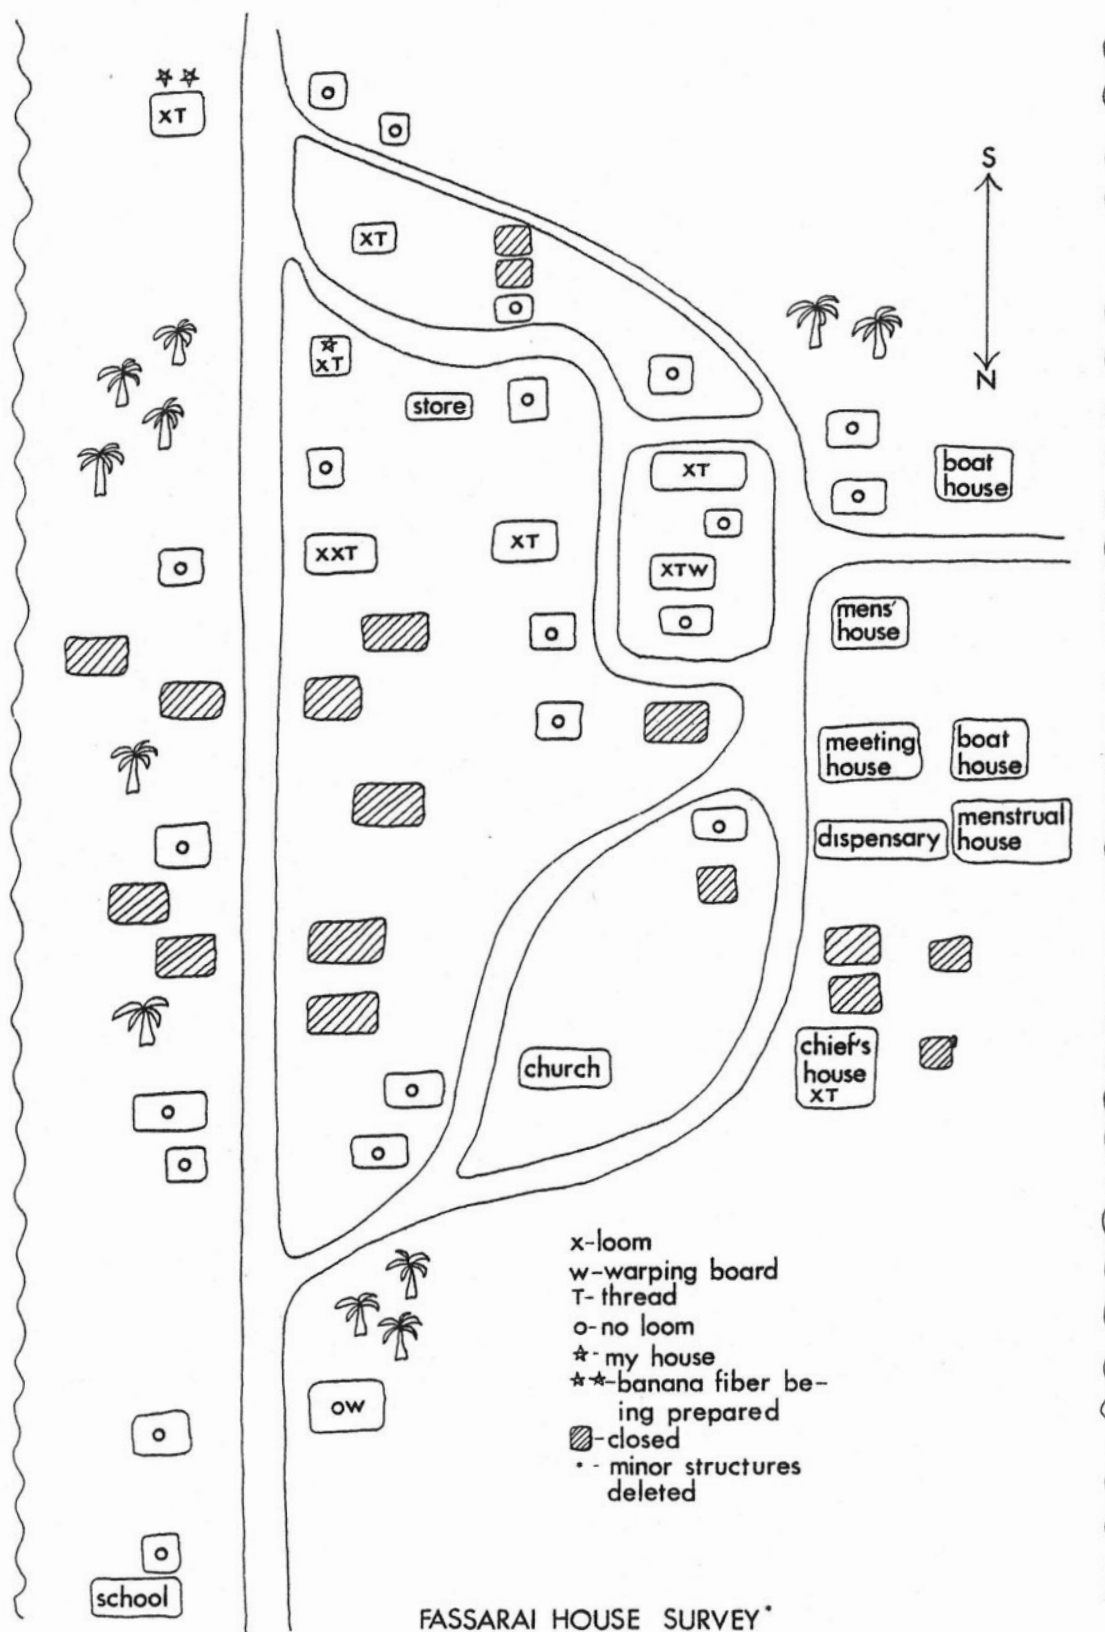 XT
o
o
S
XT
o
N
XT
o
store
o
o
boat
house
o
XT
o
o
XXT
XT
o
XTW
o
o
mens'
house
o
o
meeting
house
boat
house
o
o
dispensary
menstrual
house
church
chief's
house
XT
o
o
o
o
x-loom
w-warping board
T- thread
o-no loom
☆- my house
☆☆-banana fiber be-
ing prepared
-closed
• - minor structures
deleted
OW
o
o
school
FASSARAI HOUSE SURVEY*